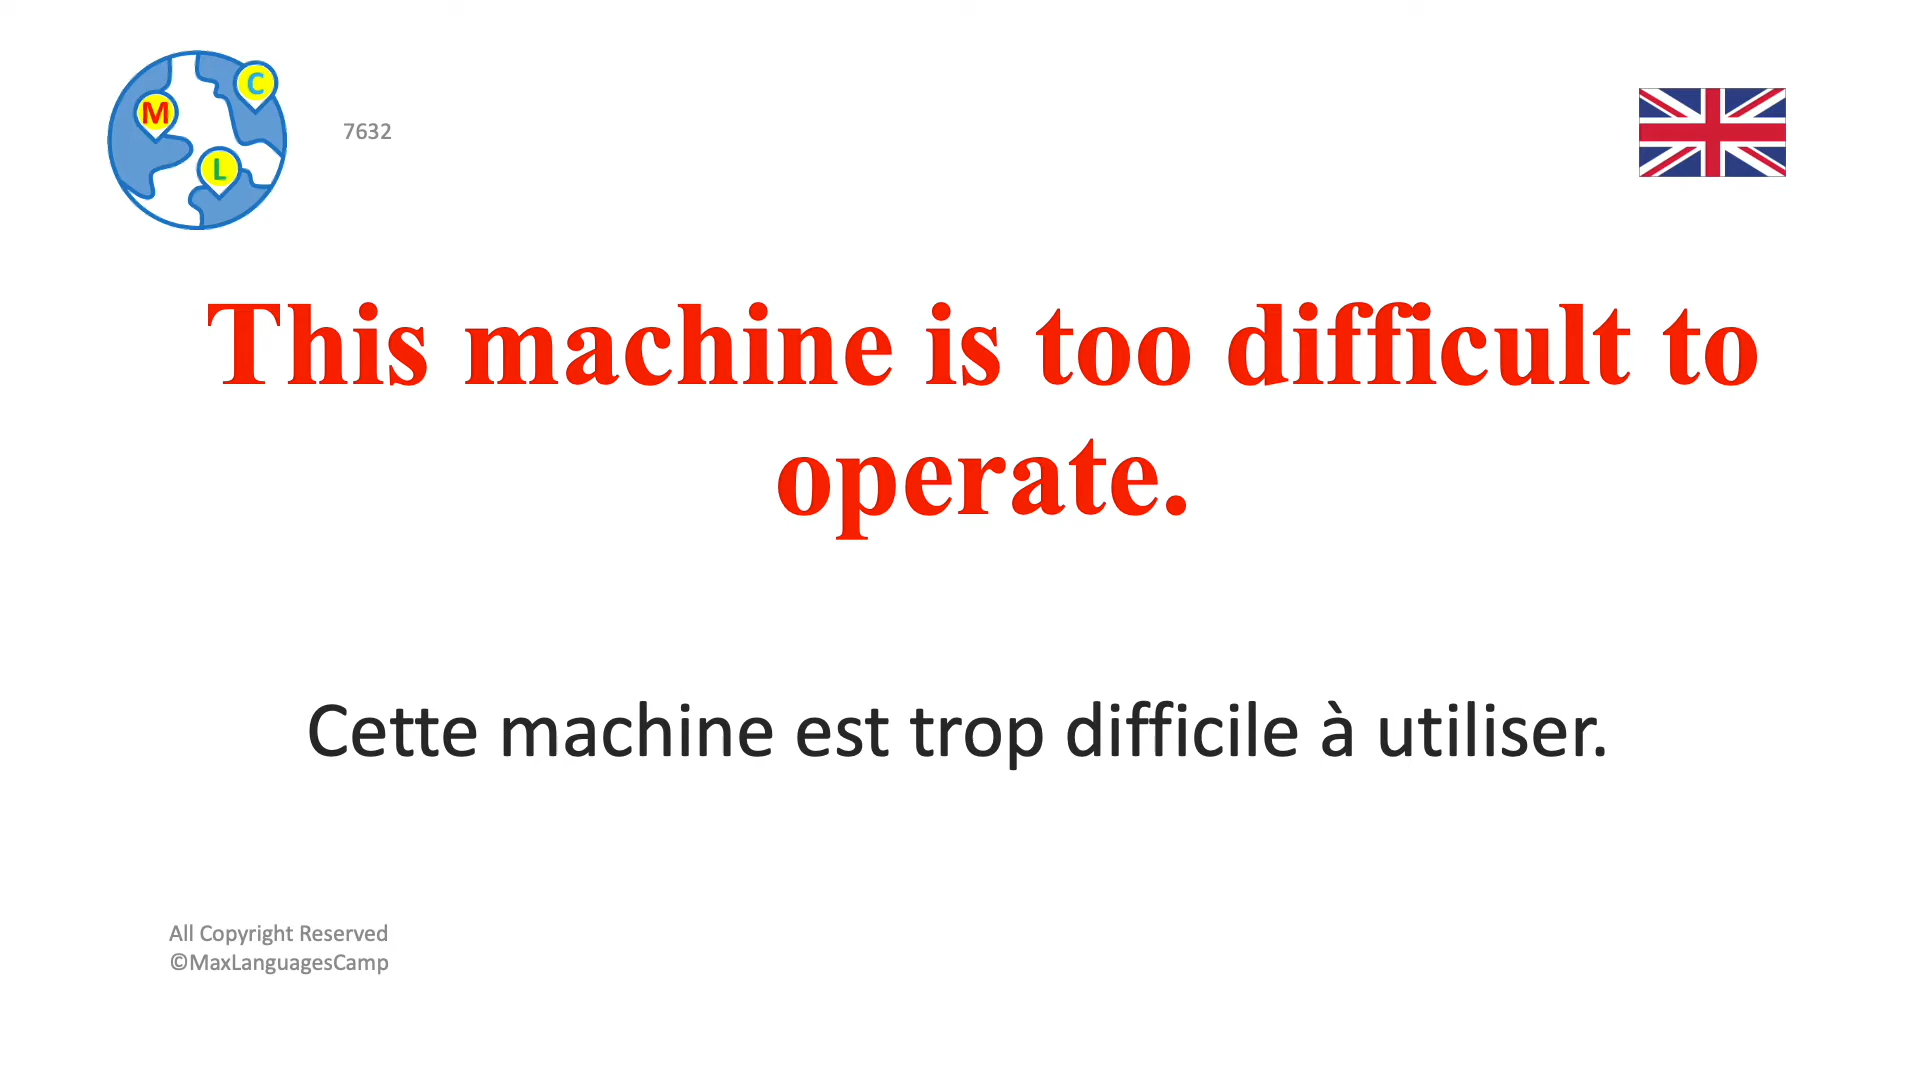 M
C
L
7632
This machine is too difficult to
operate.
Cette machine est trop difficile à utiliser.
All Copyright Reserved
©MaxLanguagesCamp